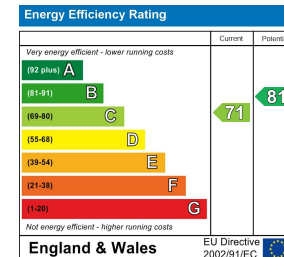 Energy Efficiency Rating
Current
Very energy efficient - lower running costs
(92 plus) A
(81-91) B
81
(69-80) C
71
(55-68) D
(39-54) E
(21-38) F
(1-20) G
Not energy efficient - higher running costs
England & Wales
EU Directive
2002/91/EC